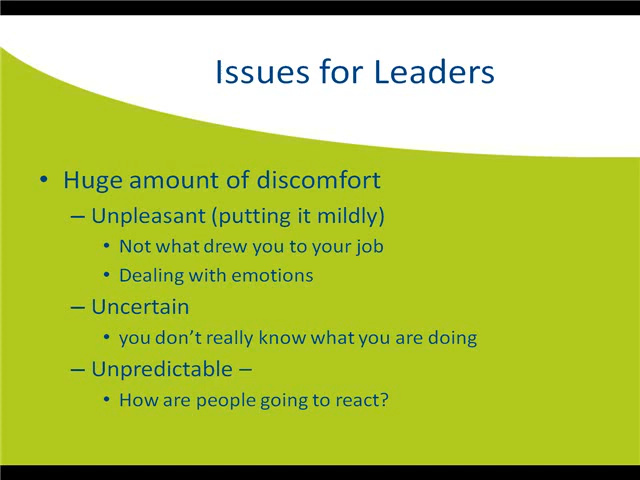 Issues for Leaders
• Huge amount of discomfort
– Unpleasant (putting it mildly)
• Not what drew you to your job
• Dealing with emotions
– Uncertain
• you don’t really know what you are doing
– Unpredictable –
• How are people going to react?